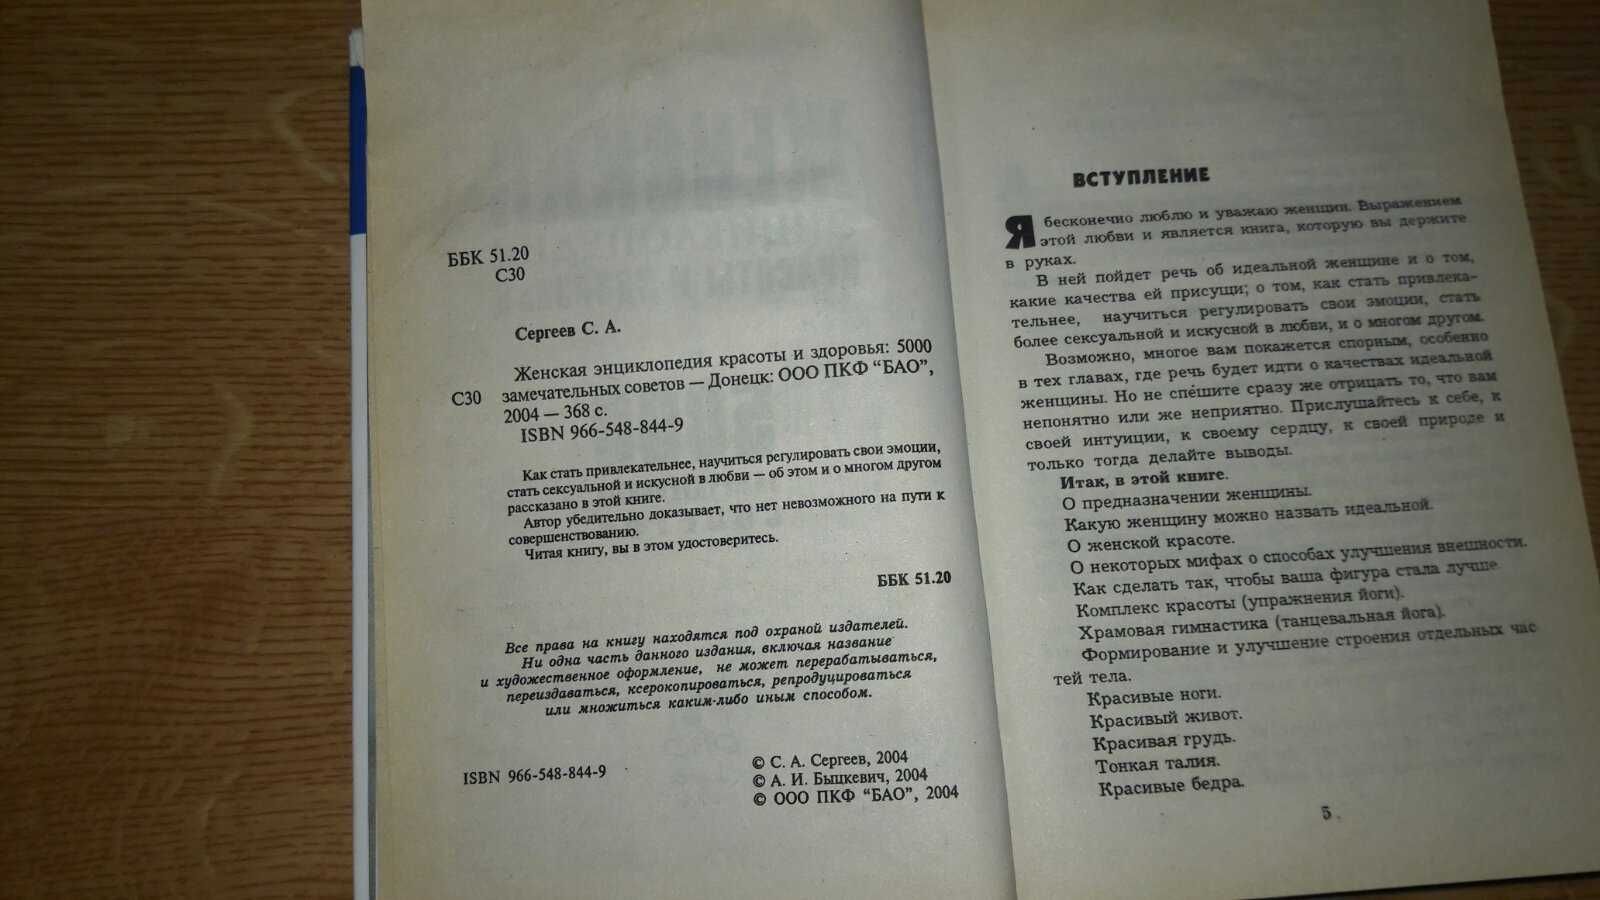 ББК 51.20
С30
Сергеев С. А.
Женская энциклопедия красоты и здоровья: 5000
С30 замечательных советов — Донецк: ООО ПКФ “БАО”,
2004 — 368 с.
ISBN 966-548-844-9
Как стать привлекательнее, научиться регулировать свои эмоции,
стать сексуальной и искусной в любви — об этом и о многом другом
рассказано в этой книге.
Автор убедительно доказывает, что нет невозможного на пути к
совершенствованию.
Читая книгу, вы в этом удостоверитесь.
ББК 51.20
Все права на книгу находятся под охраной издателей.
Ни одна часть данного издания, включая название
и художественное оформление, не может перерабатываться,
переиздаваться, ксерокопироваться, репродуцироваться
или множиться каким-либо иным способом.
© С. А. Сергеев, 2004
© А. И. Быцкевич, 2004
ISBN 966-548-844-9
© ООО ПКФ “БАО”, 2004
ВСТУПЛЕНИЕ
Я бесконечно люблю и уважаю женщин. Выражением
этой любви и является книга, которую вы держите
в руках.
В ней пойдет речь об идеальной женщине и о том,
какие качества ей присущи; о том, как стать привлека-
тельнее, научиться регулировать свои эмоции, стать
более сексуальной и искусной в любви, и о многом другом.
Возможно, многое вам покажется спорным, особенно
в тех главах, где речь будет идти о качествах идеальной
женщины. Но не спешите сразу же отрицать то, что вам
непонятно или же неприятно. Прислушайтесь к себе, к
своей интуиции, к своему сердцу, к своей природе и
только тогда делайте выводы.
Итак, в этой книге.
О предназначении женщины.
Какую женщину можно назвать идеальной.
О женской красоте.
О некоторых мифах о способах улучшения внешности.
Как сделать так, чтобы ваша фигура стала лучше.
Комплекс красоты (упражнения йоги).
Храмовая гимнастика (танцевальная йога).
Формирование и улучшение строения отдельных час
тей тела.
Красивые ноги.
Красивый живот.
Красивая грудь.
Тонкая талия.
Красивые бедра.
5